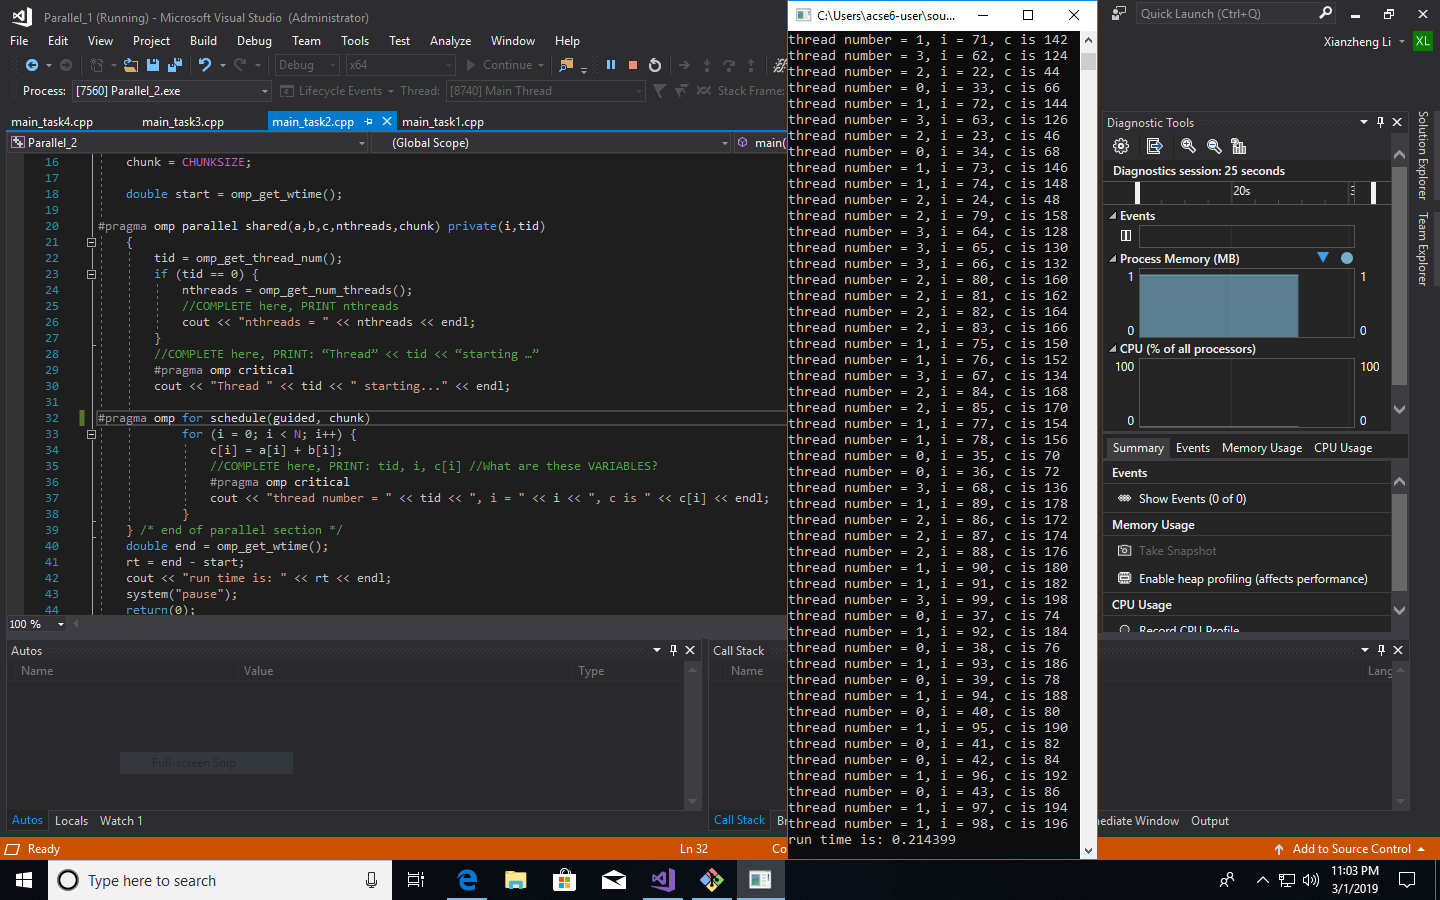 Parallel_1 (Running) - Microsoft Visual Studio (Administrator)
Quick Launch (Ctrl+Q)
File Edit View Project Build Debug Team Tools Test Analyze Window Help
Xianzheng Li XL
Debug x64 Continue
Process: [7560] Parallel_2.exe Lifecycle Events Thread: [8740] Main Thread Stack Frame:
main_task4.cpp main_task3.cpp main_task2.cpp main_task1.cpp
Parallel_2 (Global Scope) main(
16 chunk = CHUNKSIZE;
17
18 double start = omp_get_wtime();
19
20 #pragma omp parallel shared(a,b,c,nthreads,chunk) private(i,tid)
21 {
22 tid = omp_get_thread_num();
23 if (tid == 0) {
24 nthreads = omp_get_num_threads();
25 //COMPLETE here, PRINT nthreads
26 cout << "nthreads = " << nthreads << endl;
27 }
28 //COMPLETE here, PRINT: “Thread” << tid << “starting …”
29 #pragma omp critical
30 cout << "Thread " << tid << " starting..." << endl;
31
32 #pragma omp for schedule(guided, chunk)
33 for (i = 0; i < N; i++) {
34 c[i] = a[i] + b[i];
35 //COMPLETE here, PRINT: tid, i, c[i] //What are these VARIABLES?
36 #pragma omp critical
37 cout << "thread number = " << tid << ", i = " << i << ", c is " << c[i] << endl;
38 }
39 } /* end of parallel section */
40 double end = omp_get_wtime();
41 rt = end - start;
42 cout << "run time is: " << rt << endl;
43 system("pause");
44 return(0);
100 %
Autos
Name Value Type
Full-screen Snip
Autos Locals Watch 1
Call Stack
Name
Call Stack Br
C:\Users\acse6-user\sou...
thread number = 1, i = 71, c is 142
thread number = 3, i = 62, c is 124
thread number = 2, i = 22, c is 44
thread number = 0, i = 33, c is 66
thread number = 1, i = 72, c is 144
thread number = 3, i = 63, c is 126
thread number = 2, i = 23, c is 46
thread number = 0, i = 34, c is 68
thread number = 1, i = 73, c is 146
thread number = 1, i = 74, c is 148
thread number = 2, i = 24, c is 48
thread number = 2, i = 79, c is 158
thread number = 3, i = 64, c is 128
thread number = 3, i = 65, c is 130
thread number = 3, i = 66, c is 132
thread number = 2, i = 80, c is 160
thread number = 2, i = 81, c is 162
thread number = 2, i = 82, c is 164
thread number = 2, i = 83, c is 166
thread number = 1, i = 75, c is 150
thread number = 1, i = 76, c is 152
thread number = 3, i = 67, c is 134
thread number = 2, i = 84, c is 168
thread number = 2, i = 85, c is 170
thread number = 1, i = 77, c is 154
thread number = 1, i = 78, c is 156
thread number = 0, i = 35, c is 70
thread number = 0, i = 36, c is 72
thread number = 3, i = 68, c is 136
thread number = 1, i = 89, c is 178
thread number = 2, i = 86, c is 172
thread number = 2, i = 87, c is 174
thread number = 2, i = 88, c is 176
thread number = 1, i = 90, c is 180
thread number = 1, i = 91, c is 182
thread number = 3, i = 99, c is 198
thread number = 0, i = 37, c is 74
thread number = 1, i = 92, c is 184
thread number = 0, i = 38, c is 76
thread number = 1, i = 93, c is 186
thread number = 0, i = 39, c is 78
thread number = 1, i = 94, c is 188
thread number = 0, i = 40, c is 80
thread number = 1, i = 95, c is 190
thread number = 0, i = 41, c is 82
thread number = 0, i = 42, c is 84
thread number = 1, i = 96, c is 192
thread number = 0, i = 43, c is 86
thread number = 1, i = 97, c is 194
thread number = 1, i = 98, c is 196
run time is: 0.214399
Diagnostic Tools
Diagnostics session: 25 seconds
20s 3
Events
Process Memory (MB)
1 1
0 0
CPU (% of all processors)
100 100
0 0
Summary Events Memory Usage CPU Usage
Events
Show Events (0 of 0)
Memory Usage
Take Snapshot
Enable heap profiling (affects performance)
CPU Usage
Record CPU Profile
Solution Explorer
Team Explorer
Lang
mediate Window Output
Ready Ln 32 Co Add to Source Control
Type here to search
11:03 PM
3/1/2019